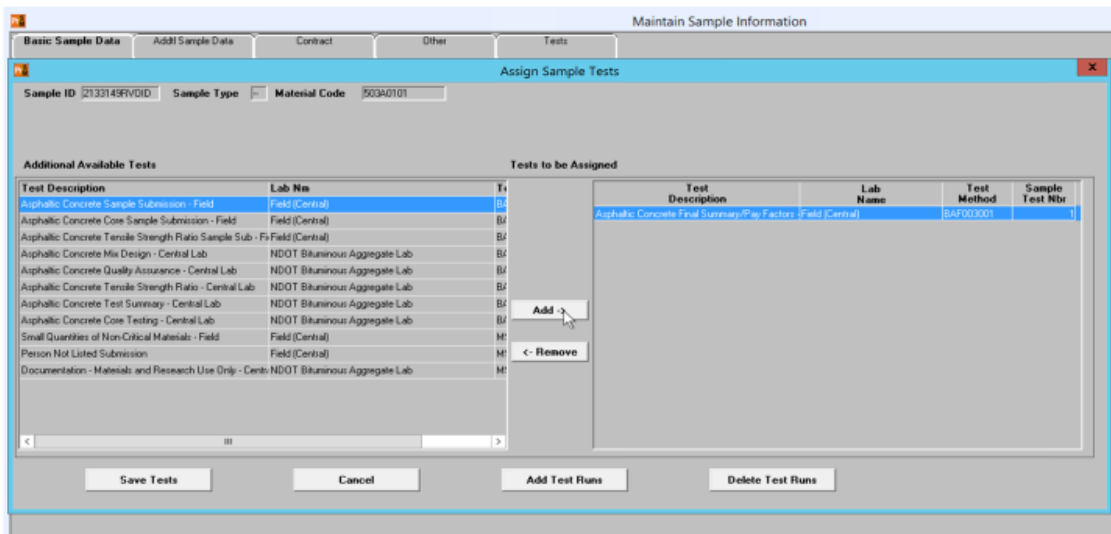 Maintain Sample Information
Basic Sample Data Addtl Sample Data Contract Other Tests
Assign Sample Tests x
Sample ID 2133149RVOID Sample Type -- Material Code 503A0101
Additional Available Tests Tests to be Assigned
Test Description Lab Nm
Asphaltic Concrete Sample Submission - Field Field (Central)
Asphaltic Concrete Core Sample Submission - Field Field (Central)
Asphaltic Concrete Tensile Strength Ratio Sample Sub - Fi Field (Central)
Asphaltic Concrete Mix Design - Central Lab NDOT Bituminous Aggregate Lab
Asphaltic Concrete Quality Assurance - Central Lab NDOT Bituminous Aggregate Lab
Asphaltic Concrete Tensile Strength Ratio - Central Lab NDOT Bituminous Aggregate Lab
Asphaltic Concrete Test Summary - Central Lab NDOT Bituminous Aggregate Lab
Asphaltic Concrete Core Testing - Central Lab NDOT Bituminous Aggregate Lab
Small Quantities of Non-Critical Materials - Field Field (Central)
Person Not Listed Submission Field (Central)
Documentation - Materials and Research Use Only - Centr NDOT Bituminous Aggregate Lab
Add ->
<- Remove
Test Description Lab Name Test Method Sample Test Nbr
Asphaltic Concrete Final Summary/Pay Factors - Field (Central) BAF003001 1
Save Tests Cancel Add Test Runs Delete Test Runs